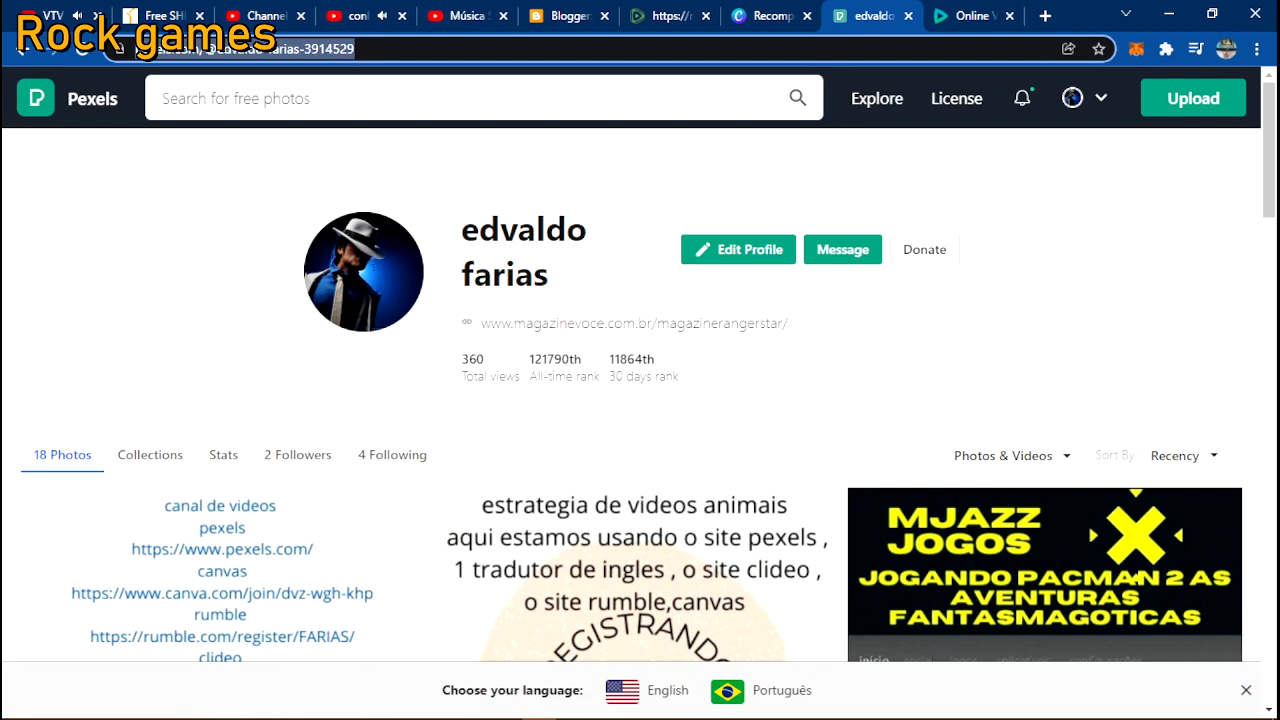 VTV
Free SH
Channel
conl
Música S
Blogger:
https://r
Recomp
edvaldo
Online V
Rock games
farias-3914529
Pexels
Search for free photos
Explore
License
Upload
edvaldo
farias
Edit Profile
Message
Donate
www.magazinevoce.com.br/magazinerangerstar/
360
121790th
11864th
Total views
All-time rank
30 days rank
18 Photos
Collections
Stats
2 Followers
4 Following
Photos & Videos
Sort By:
Recency
canal de videos
pexels
https://www.pexels.com/
canvas
https://www.canva.com/join/dvz-wgh-khp
rumble
https://rumble.com/register/FARIAS/
clideo
estrategia de videos animais
aqui estamos usando o site pexels ,
1 tradutor de ingles , o site clideo ,
o site rumble,canvas
REGISTRANDO
MJAZZ
JOGOS
JOGANDO PACMAN 2 AS
AVENTURAS
FANTASMAGOTICAS
início
Choose your language:
English
Português